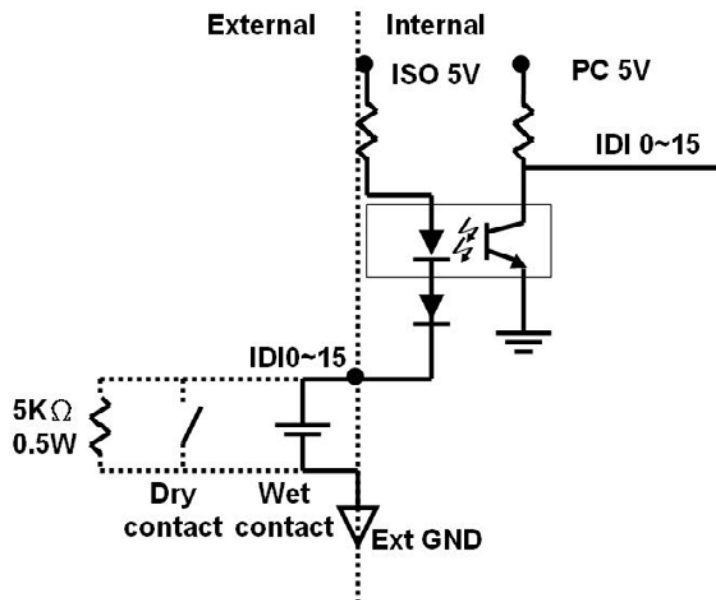 External Internal
ISO 5V PC 5V
IDI 0~15
IDI0~15
5KΩ
0.5W
Dry contact
Wet contact
Ext GND